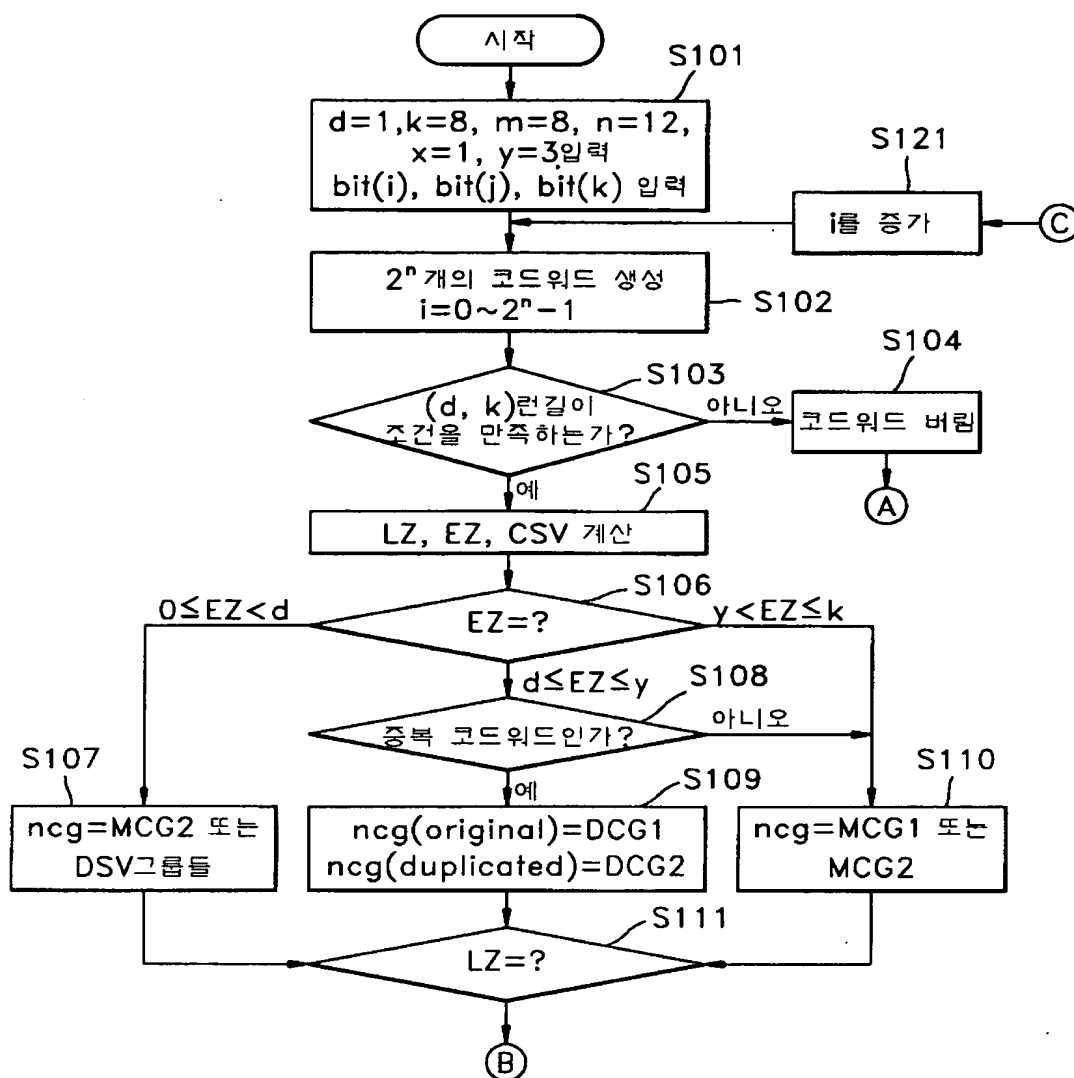 시작
S101
d=1,k=8, m=8, n=12,
x=1, y=3입력
bit(i), bit(j), bit(k) 입력
S121
i를 증가
C
2ⁿ개의 코드워드 생성
i=0~2ⁿ-1
S102
S103
(d, k)런길이
조건을 만족하는가?
아니오
S104
코드워드 버림
A
예
S105
LZ, EZ, CSV 계산
S106
0≤EZ<d
EZ=?
y<EZ≤k
d≤EZ≤y
S108
중복 코드워드인가?
아니오
S107
예
S109
S110
ncg=MCG2 또는
DSV그룹들
ncg(original)=DCG1
ncg(duplicated)=DCG2
ncg=MCG1 또는
MCG2
S111
LZ=?
B